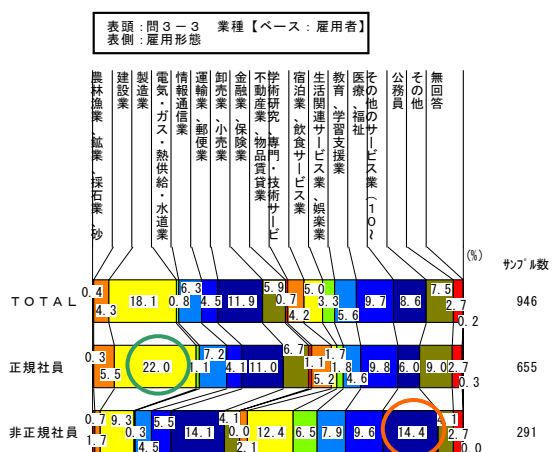 表頭：問３－３　業種【ベース：雇用者】
表側：雇用形態
農林漁業、鉱業、採石業、砂
建設業
製造業
電気・ガス・熱供給・水道業
情報通信業
運輸業、郵便業
卸売業、小売業
金融業、保険業
不動産業、物品賃貸業
学術研究、専門・技術サービ
宿泊業、飲食サービス業
生活関連サービス業、娯楽業
教育、学習支援業
医療、福祉
その他のサービス業（１０～
公務員
その他
無回答
(%)
ｻﾝﾌﾟﾙ数
ＴＯＴＡＬ 0.4 4.3 18.1 0.8 6.3 4.5 11.9 5.9 0.7 4.2 5.0 3.3 5.6 9.7 8.6 7.5 2.7 0.2 946
正規社員 0.3 5.5 22.0 1.1 7.2 4.1 11.0 6.7 1.1 5.2 1.7 1.8 4.6 9.8 6.0 9.0 2.7 0.3 655
非正規社員 0.7 1.7 9.3 0.3 4.5 5.5 14.1 4.1 0.0 2.1 12.4 6.5 7.9 9.6 14.4 4.1 2.7 0.0 291